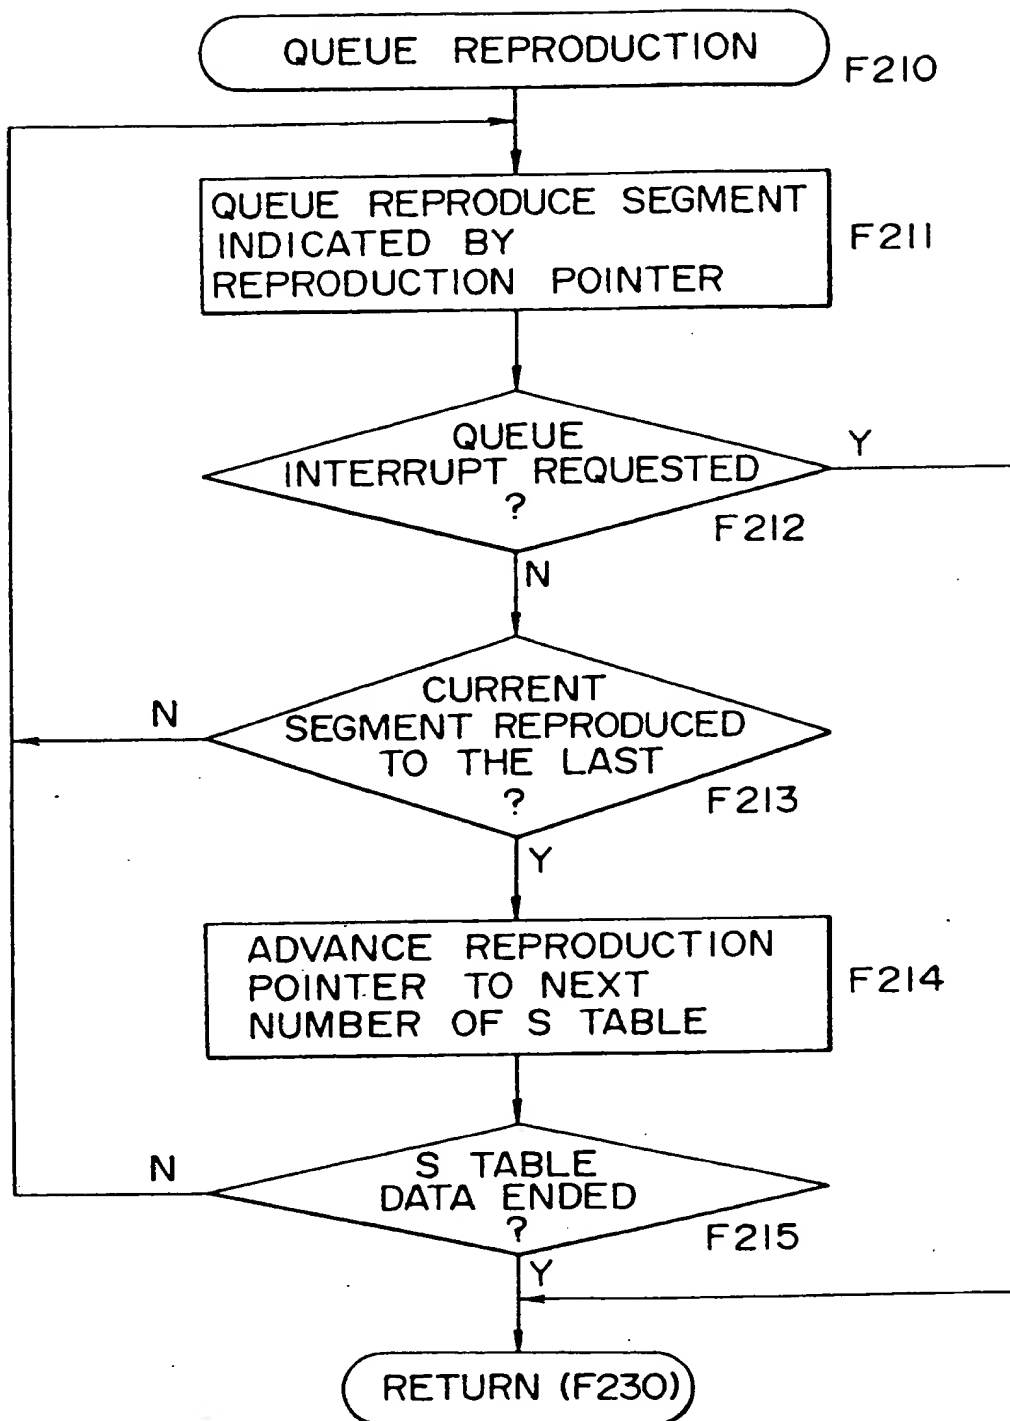 QUEUE REPRODUCTION
F210
QUEUE REPRODUCE SEGMENT
INDICATED BY
REPRODUCTION POINTER
F211
QUEUE
INTERRUPT REQUESTED
?
Y
F212
N
CURRENT
SEGMENT REPRODUCED
TO THE LAST
?
N
F213
Y
ADVANCE REPRODUCTION
POINTER TO NEXT
NUMBER OF S TABLE
F214
S TABLE
DATA ENDED
?
N
F215
Y
RETURN (F230)